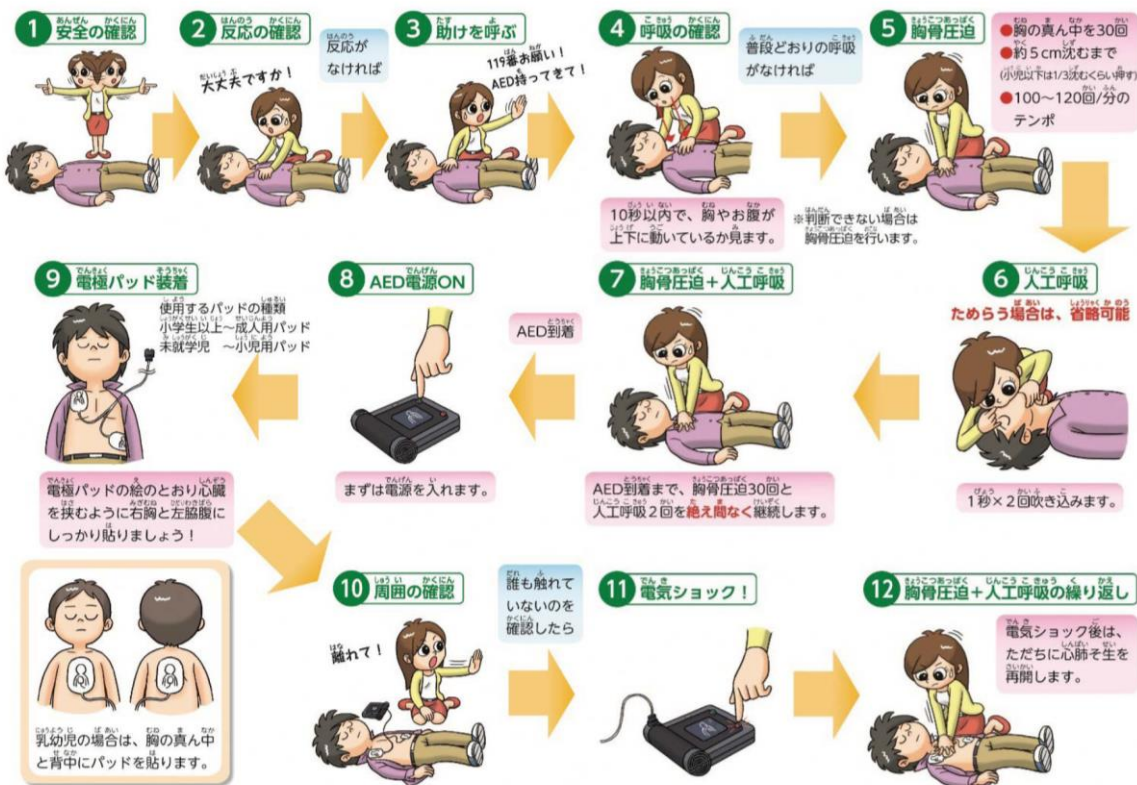 1 安全の確認
2 反応の確認
大丈夫ですか！
反応が
なければ
3 助けを呼ぶ
119番お願い！
AED持ってきて！
4 呼吸の確認
10秒以内で、胸やお腹が
上下に動いているか見ます。
普段どおりの呼吸
がなければ
※判断できない場合は
胸骨圧迫を行います。
5 胸骨圧迫
●胸の真ん中を30回
●約5cm沈むまで
(小児以下は1/3沈むくらい押す)
●100～120回/分の
テンポ
6 人工呼吸
ためらう場合は、省略可能
1秒×2回吹き込みます。
7 胸骨圧迫＋人工呼吸
AED到着まで、胸骨圧迫30回と
人工呼吸2回を絶え間なく継続します。
AED到着
8 AED電源ON
まずは電源を入れます。
9 電極パッド装着
使用するパッドの種類
小学生以上～成人用パッド
未就学児　～小児用パッド
電極パッドの絵のとおり心臓
を挟むように右胸と左脇腹に
しっかり貼りましょう！
乳幼児の場合は、胸の真ん中
と背中にパッドを貼ります。
10 周囲の確認
離れて！
誰も触れて
いないのを
確認したら
11 電気ショック！
12 胸骨圧迫＋人工呼吸の繰り返し
電気ショック後は、
ただちに心肺そ生を
再開します。